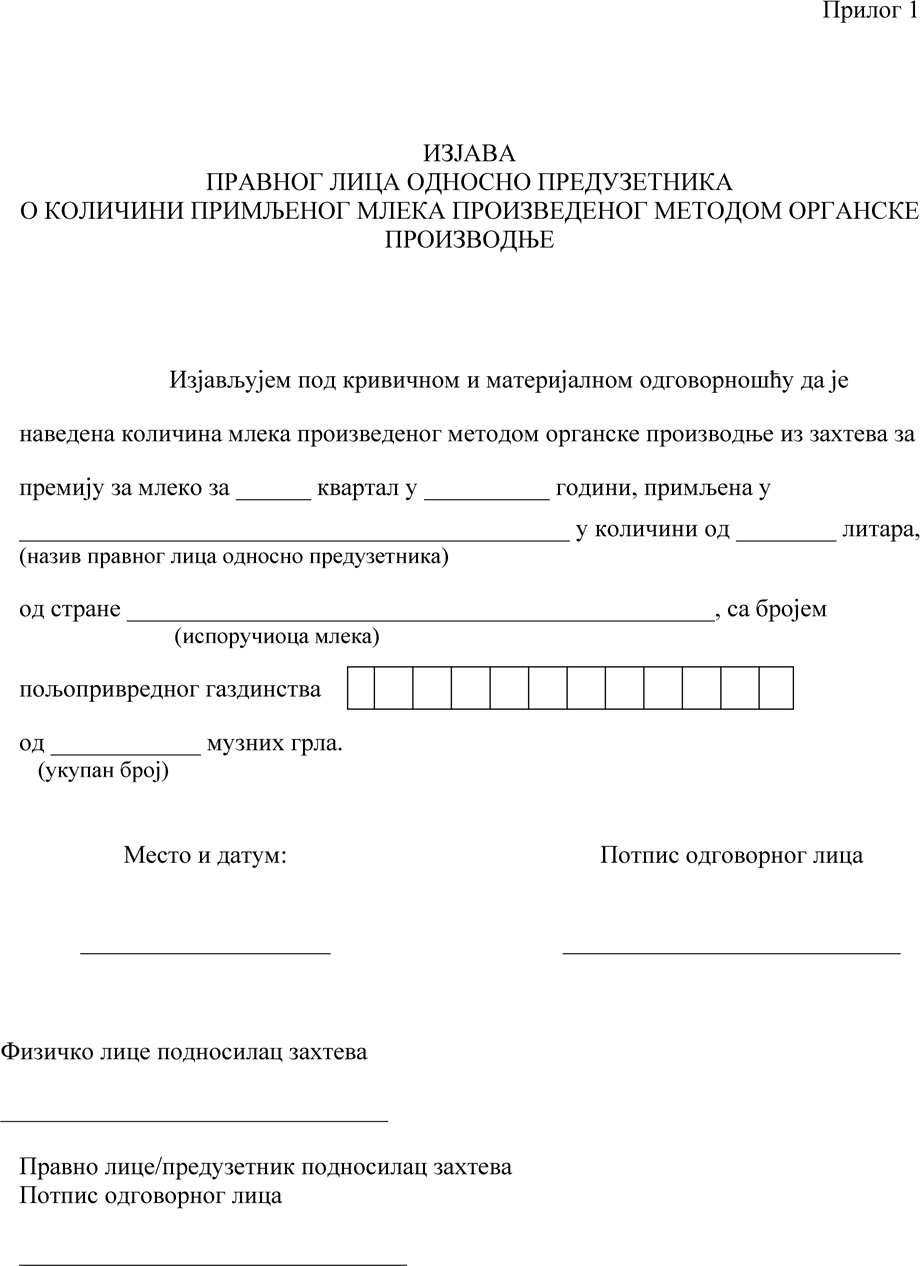 Прилог 1
ИЗЈАВА
ПРАВНОГ ЛИЦА ОДНОСНО ПРЕДУЗЕТНИКА
О КОЛИЧИНИ ПРИМЉЕНОГ МЛЕКА ПРОИЗВЕДЕНОГ МЕТОДОМ ОРГАНСКЕ
ПРОИЗВОДЊЕ
Изјављујем под кривичном и материјалном одговорношћу да је
наведена количина млека произведеног методом органске производње из захтева за
премију за млеко за ______ квартал у __________ години, примљена у
____________________________________________ у количини од ________ литара,
(назив правног лица односно предузетника)
од стране _______________________________________________, са бројем
(испоручиоца млека)
пољопривредног газдинства
од ____________ музних грла.
(укупан број)
Место и датум: Потпис одговорног лица
____________________ ___________________________
Физичко лице подносилац захтева
_______________________________
Правно лице/предузетник подносилац захтева
Потпис одговорног лица
_______________________________